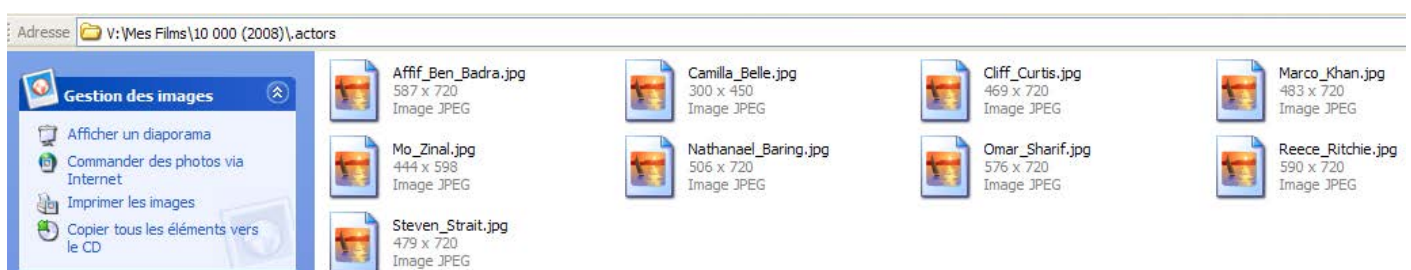 Adresse V:\Mes Films\10 000 (2008)\.actors
Gestion des images
Afficher un diaporama
Commander des photos via
Internet
Imprimer les images
Copier tous les éléments vers
le CD
Affif_Ben_Badra.jpg
587 x 720
Image JPEG
Camilla_Belle.jpg
300 x 450
Image JPEG
Cliff_Curtis.jpg
469 x 720
Image JPEG
Marco_Khan.jpg
483 x 720
Image JPEG
Mo_Zinal.jpg
444 x 598
Image JPEG
Nathanael_Baring.jpg
506 x 720
Image JPEG
Omar_Sharif.jpg
576 x 720
Image JPEG
Reece_Ritchie.jpg
590 x 720
Image JPEG
Steven_Strait.jpg
479 x 720
Image JPEG